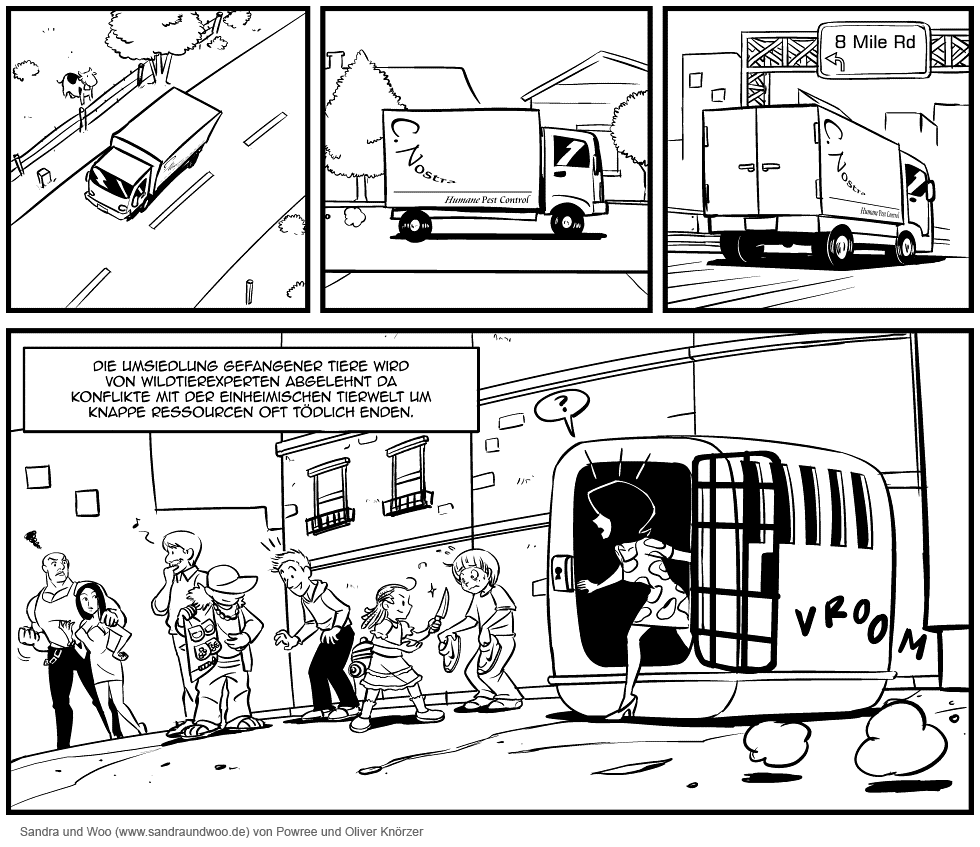 C. Nostra
Humane Pest Control
8 Mile Rd
C. Nostra
Humane Pest Control
DIE UMSIEDLUNG GEFANGENER TIERE WIRD
VON WILDTIEREXPERTEN ABGELEHNT DA
KONFLIKTE MIT DER EINHEIMISCHEN TIERWELT UM
KNAPPE RESSOURCEN OFT TÖDLICH ENDEN.
?
VROOM
Sandra und Woo (www.sandraundwoo.de) von Powree und Oliver Knörzer